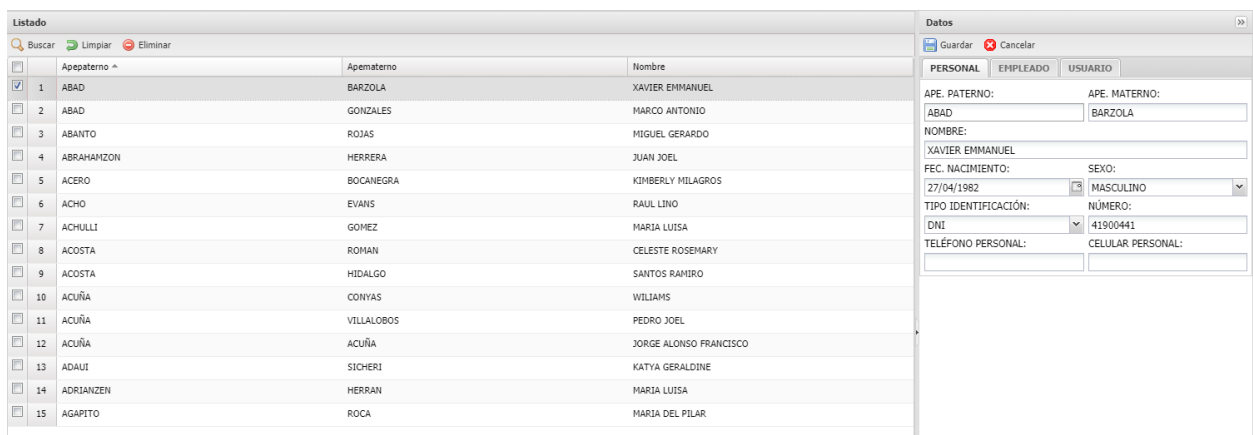 Listado
Buscar Limpiar Eliminar
Apepaterno Apematerno Nombre
1 ABAD BARZOLA XAVIER EMMANUEL
2 ABAD GONZALES MARCO ANTONIO
3 ABANTO ROJAS MIGUEL GERARDO
4 ABRAHAMZON HERRERA JUAN JOEL
5 ACERO BOCANEGRA KIMBERLY MILAGROS
6 ACHO EVANS RAUL LINO
7 ACHULLI GOMEZ MARIA LUISA
8 ACOSTA ROMAN CELESTE ROSEMARY
9 ACOSTA HIDALGO SANTOS RAMIRO
10 ACUÑA CONYAS WILIAMS
11 ACUÑA VILLALOBOS PEDRO JOEL
12 ACUÑA ACUÑA JORGE ALONSO FRANCISCO
13 ADAUI SICHERI KATYA GERALDINE
14 ADRIANZEN HERRAN MARIA LUISA
15 AGAPITO ROCA MARIA DEL PILAR
Datos
Guardar Cancelar
PERSONAL EMPLEADO USUARIO
APE. PATERNO: APE. MATERNO:
ABAD BARZOLA
NOMBRE:
XAVIER EMMANUEL
FEC. NACIMIENTO: SEXO:
27/04/1982 MASCULINO
TIPO IDENTIFICACIÓN: NÚMERO:
DNI 41900441
TELÉFONO PERSONAL: CELULAR PERSONAL: